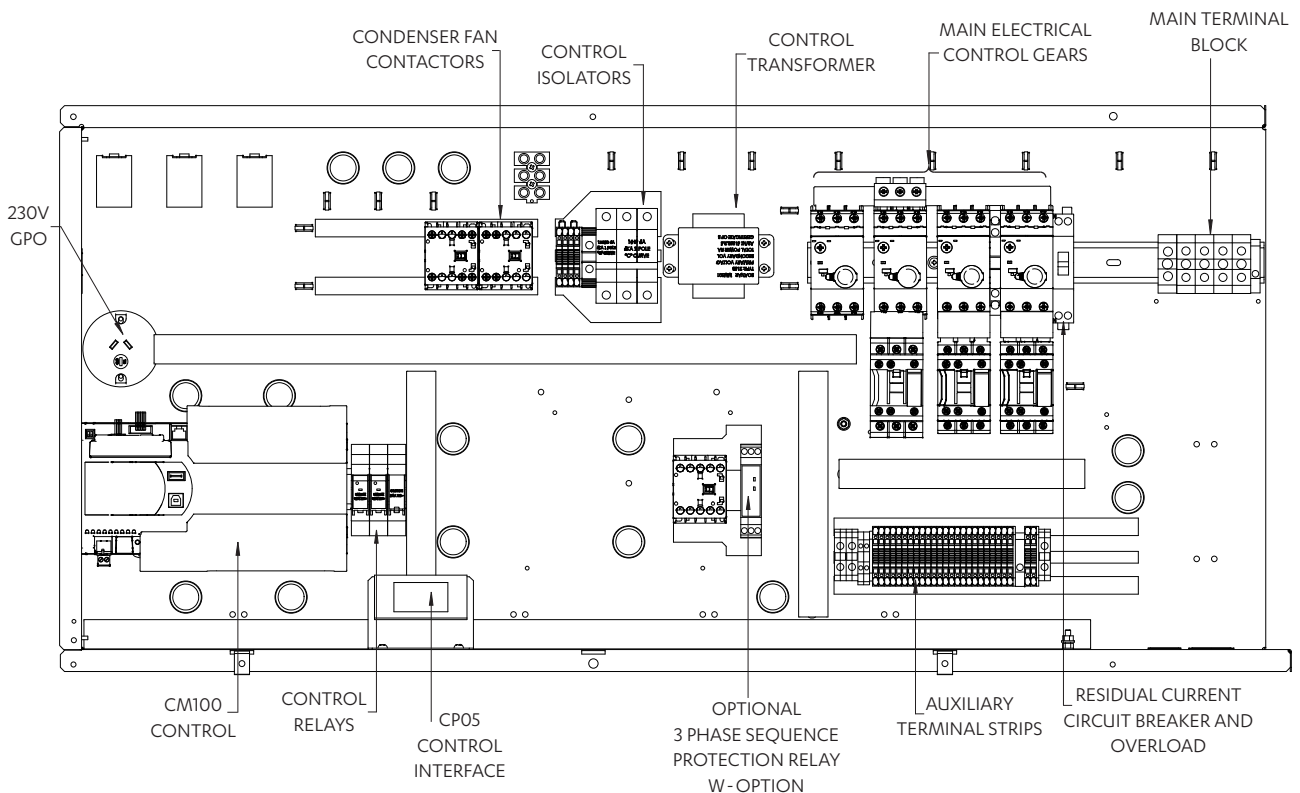 CONDENSER FAN
CONTACTORS
CONTROL
ISOLATORS
CONTROL
TRANSFORMER
MAIN ELECTRICAL
CONTROL GEARS
MAIN TERMINAL
BLOCK
230V
GPO
CM100
CONTROL
CONTROL
RELAYS
CP05
CONTROL
INTERFACE
OPTIONAL
3 PHASE SEQUENCE
PROTECTION RELAY
W-OPTION
AUXILIARY
TERMINAL STRIPS
RESIDUAL CURRENT
CIRCUIT BREAKER AND
OVERLOAD